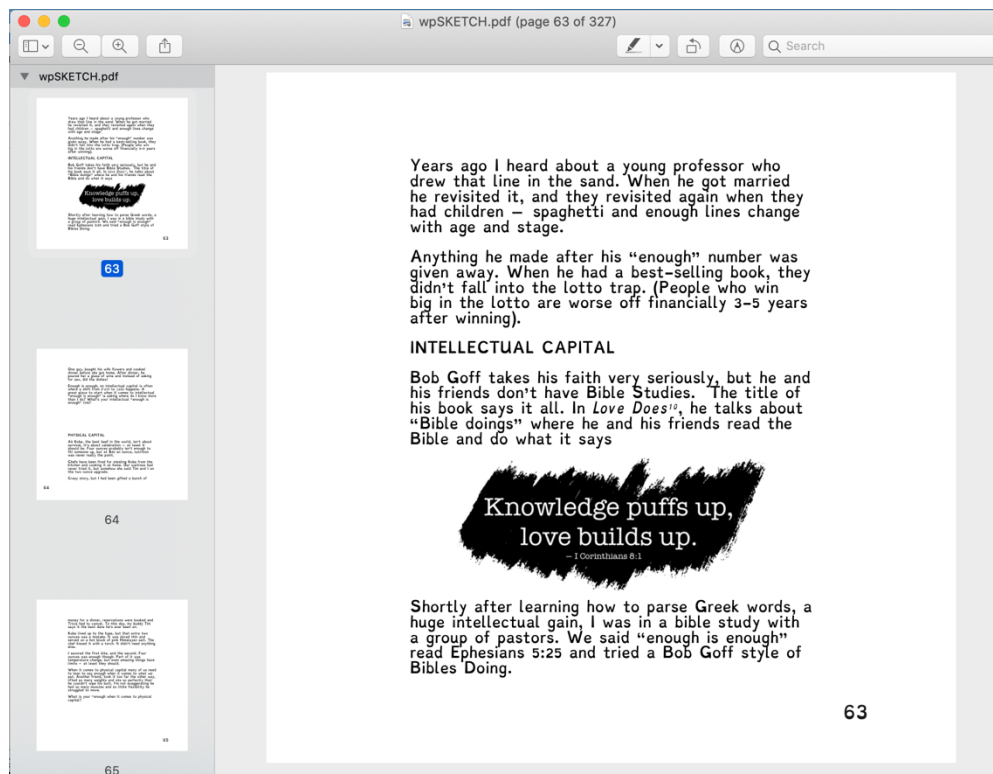 wpSKETCH.pdf (page 63 of 327)
Search
wpSKETCH.pdf
Years ago I heard about a young professor who
drew that line in the sand. When he got married
he revisited it, and they revisited again when they
had children – spaghetti and enough lines change
with age and stage.
Anything he made after his “enough” number was
given away. When he had a best-selling book, they
didn’t fall into the lotto trap. (People who win
big in the lotto are worse off financially 3-5 years
after winning).
INTELLECTUAL CAPITAL
Bob Goff takes his faith very seriously, but he and
his friends don’t have Bible Studies.  The title of
his book says it all. In Love Does¹⁰, he talks about
“Bible doings” where he and his friends read the
Bible and do what it says
Knowledge puffs up,
love builds up.
– I Corinthians 8:1
Shortly after learning how to parse Greek words, a
huge intellectual gain, I was in a bible study with
a group of pastors. We said “enough is enough”
read Ephesians 5:25 and tried a Bob Goff style of
Bibles Doing.
63
63
64
PHYSICAL CAPITAL
64
65